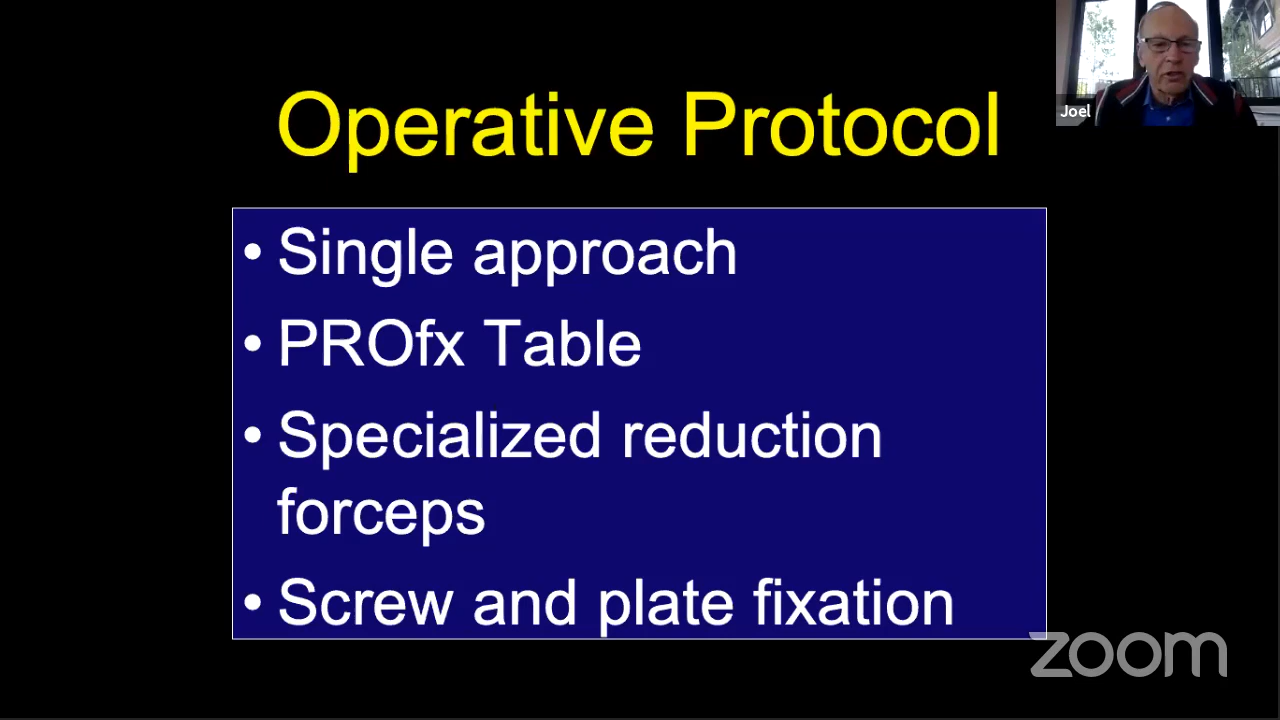 Joel
Operative Protocol
• Single approach
• PROfx Table
• Specialized reduction
forceps
• Screw and plate fixation
zoom